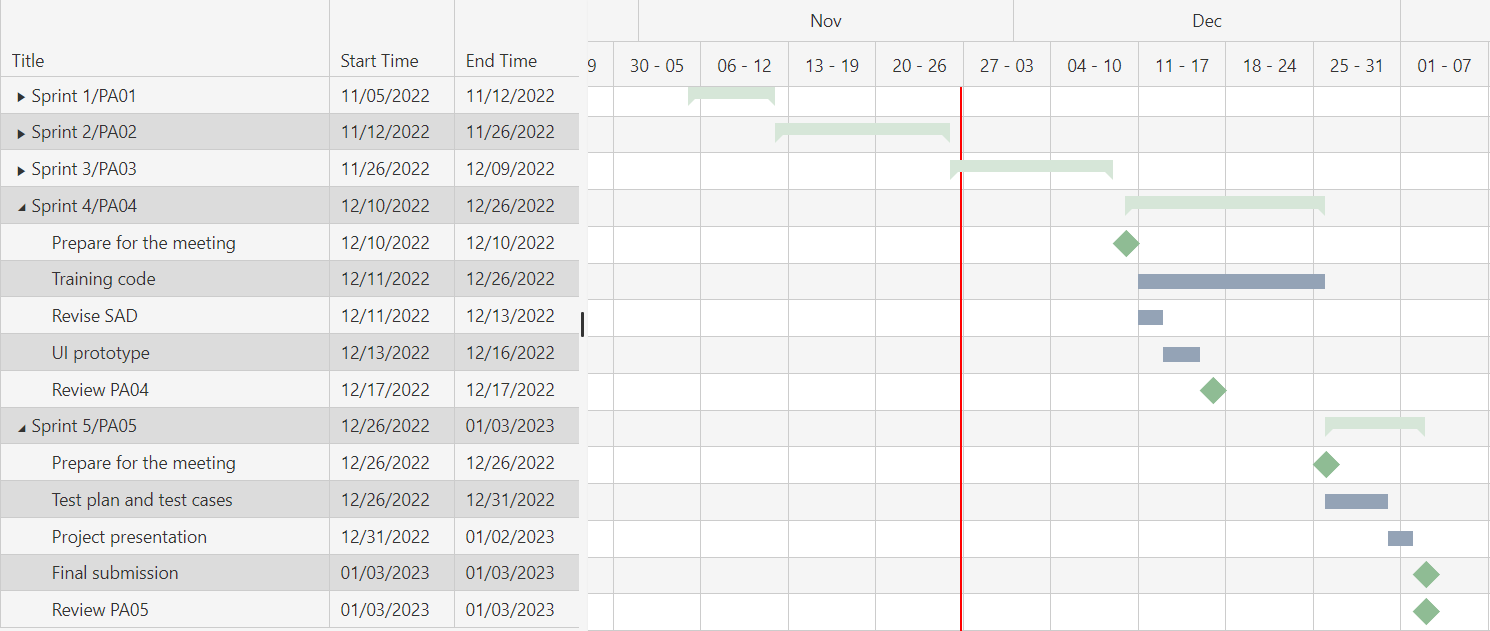 Nov Dec
Title Start Time End Time 9 30 - 05 06 - 12 13 - 19 20 - 26 27 - 03 04 - 10 11 - 17 18 - 24 25 - 31 01 - 07
Sprint 1/PA01 11/05/2022 11/12/2022
Sprint 2/PA02 11/12/2022 11/26/2022
Sprint 3/PA03 11/26/2022 12/09/2022
Sprint 4/PA04 12/10/2022 12/26/2022
Prepare for the meeting 12/10/2022 12/10/2022
Training code 12/11/2022 12/26/2022
Revise SAD 12/11/2022 12/13/2022
UI prototype 12/13/2022 12/16/2022
Review PA04 12/17/2022 12/17/2022
Sprint 5/PA05 12/26/2022 01/03/2023
Prepare for the meeting 12/26/2022 12/26/2022
Test plan and test cases 12/26/2022 12/31/2022
Project presentation 12/31/2022 01/02/2023
Final submission 01/03/2023 01/03/2023
Review PA05 01/03/2023 01/03/2023